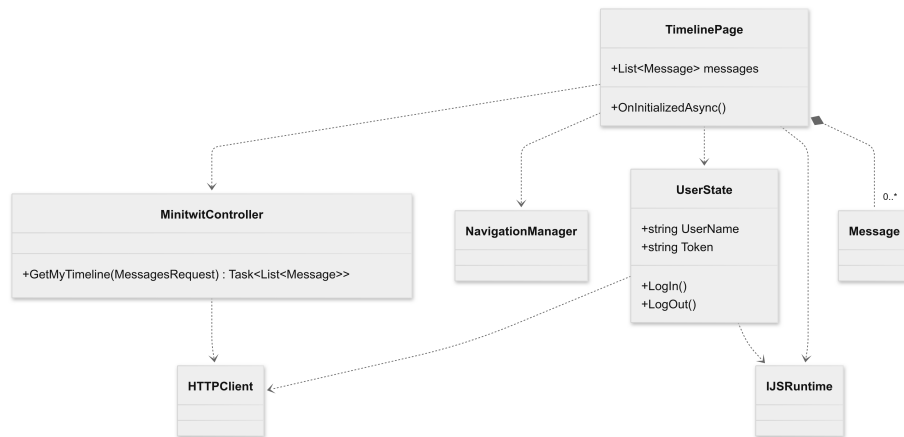 TimelinePage
+List<Message> messages
+OnInitializedAsync()
MinitwitController
+GetMyTimeline(MessagesRequest) : Task<List<Message>>
NavigationManager
UserState
+string UserName
+string Token
+LogIn()
+LogOut()
0..*
Message
HTTPClient
IJSRuntime